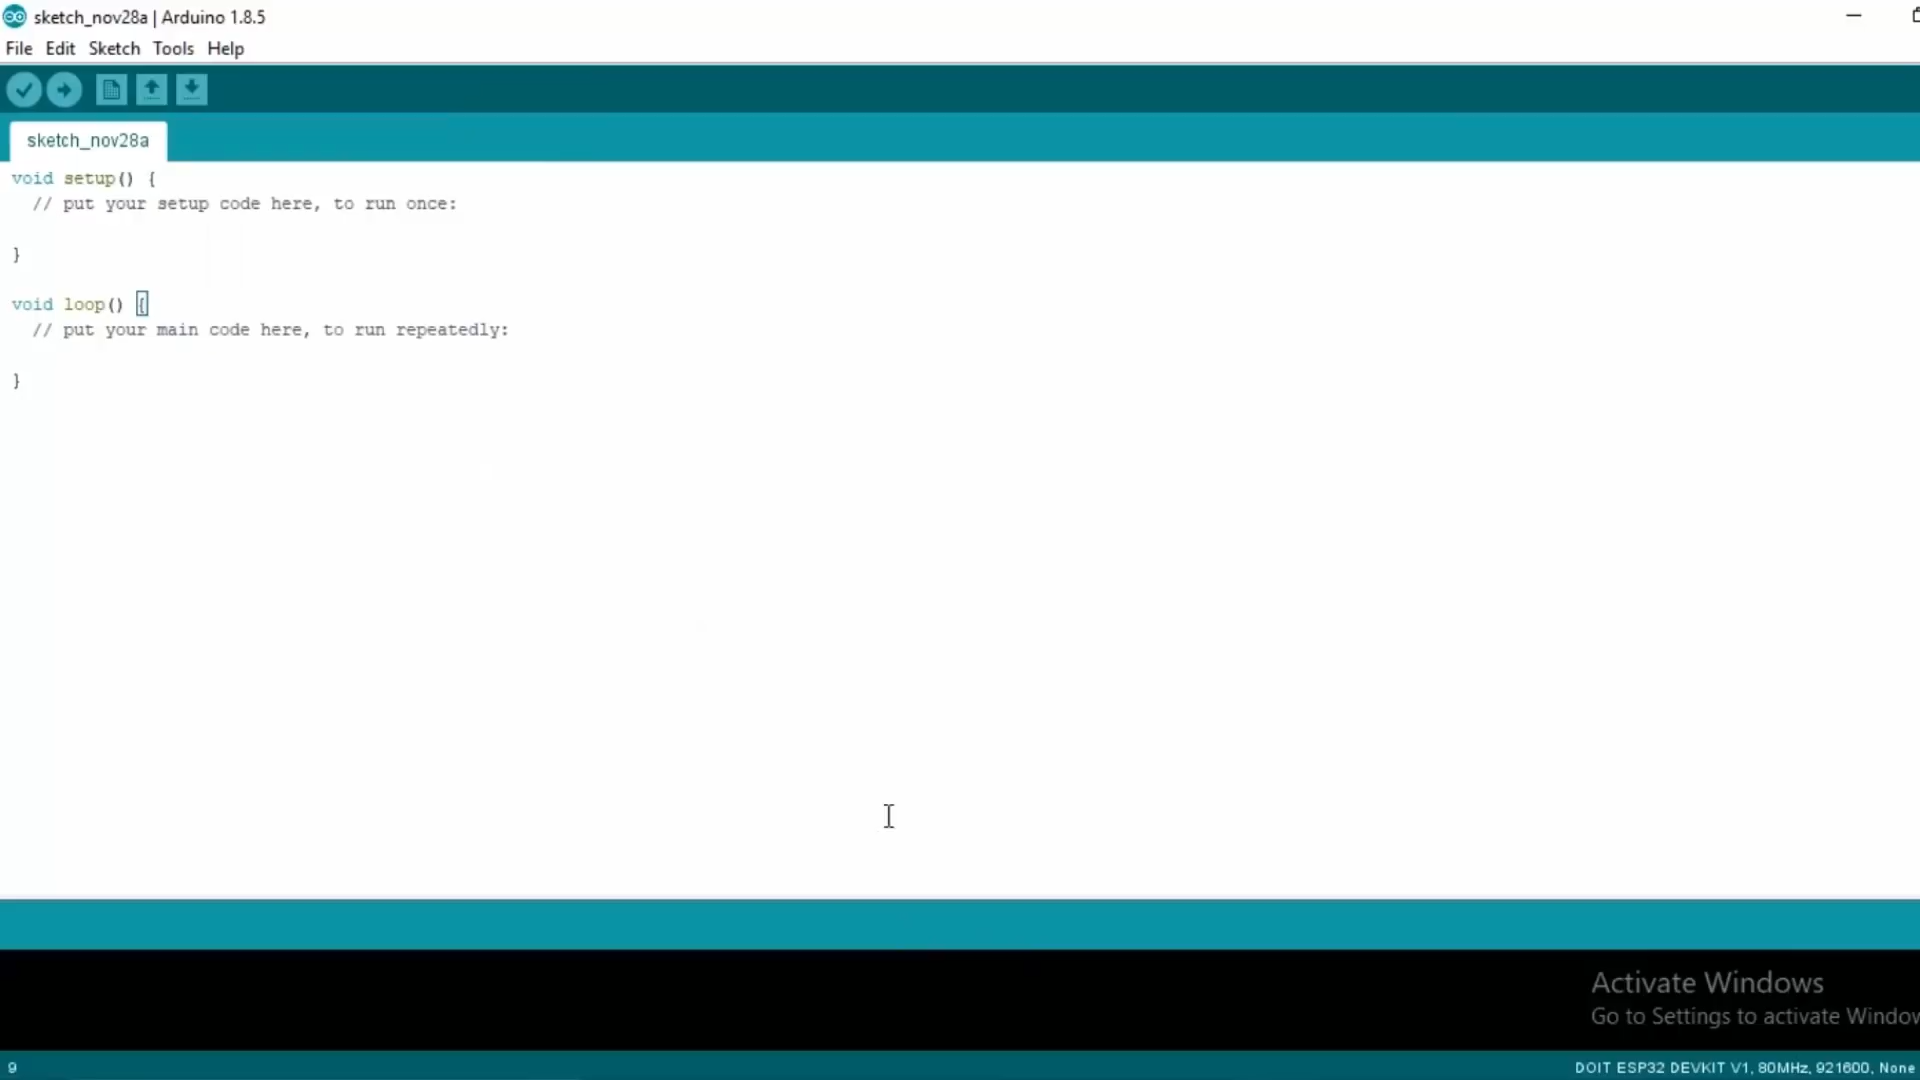 sketch_nov28a | Arduino 1.8.5
File Edit Sketch Tools Help
sketch_nov28a
void setup() {
  // put your setup code here, to run once:
}
void loop() {
  // put your main code here, to run repeatedly:
}
Activate Windows
Go to Settings to activate Window
9
DOIT ESP32 DEVKIT V1, 80MHz, 921600, None